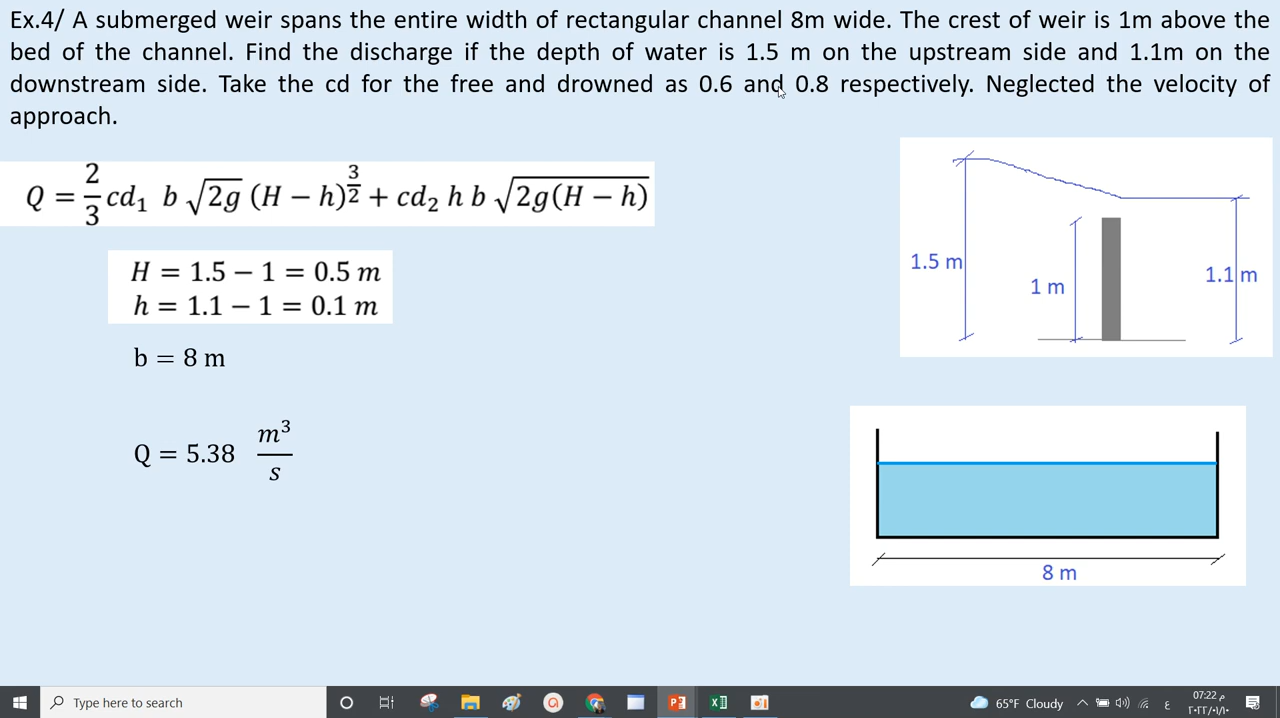 Ex.4/ A submerged weir spans the entire width of rectangular channel 8m wide. The crest of weir is 1m above the
bed of the channel. Find the discharge if the depth of water is 1.5 m on the upstream side and 1.1m on the
downstream side. Take the cd for the free and drowned as 0.6 and 0.8 respectively. Neglected the velocity of
approach.
Q = 2/3 cd₁ b √2g (H − h)^3/2 + cd₂ h b √2g(H − h)
H = 1.5 − 1 = 0.5 m
h = 1.1 − 1 = 0.1 m
b = 8 m
Q = 5.38 m³/s
1.5 m
1 m
1.1 m
8 m
Type here to search
65°F Cloudy
ع
07:22 م